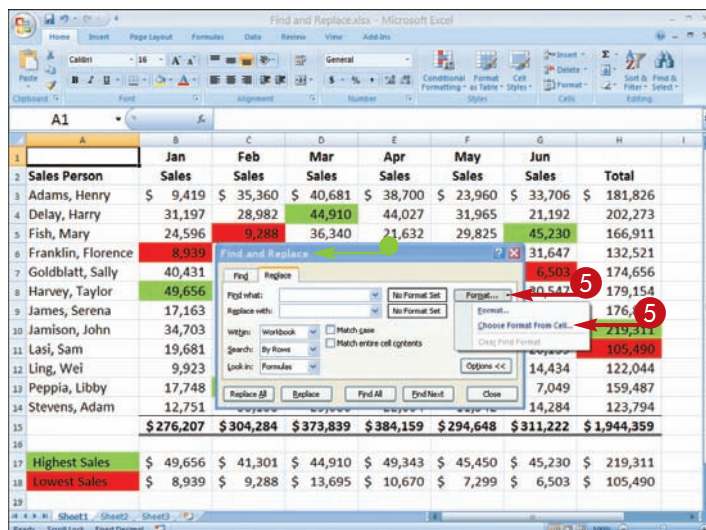 Find and Replace.xlsx - Microsoft Excel
Home Insert Page Layout Formulas Data Review View Add-Ins
Paste
Calibri 16
General
Conditional Formatting Format as Table Cell Styles
Insert
Delete
Format
Sort & Filter Find & Select
Clipboard Font Alignment Number Styles Cells Editing
A1 fx
A B C D E F G H I
1 Jan Feb Mar Apr May Jun
2 Sales Person Sales Sales Sales Sales Sales Sales Total
3 Adams, Henry $ 9,419 $ 35,360 $ 40,681 $ 38,700 $ 23,960 $ 33,706 $ 181,826
4 Delay, Harry 31,197 28,982 44,910 44,027 31,965 21,192 202,273
5 Fish, Mary 24,596 9,288 36,340 21,632 29,825 45,230 166,911
6 Franklin, Florence 8,939 31,647 132,521
7 Goldblatt, Sally 40,431 6,503 174,656
8 Harvey, Taylor 49,656 30,547 179,154
9 James, Serena 17,163 176,
10 Jamison, John 34,703 219,311
11 Lasi, Sam 19,681 105,490
12 Ling, Wei 9,923 14,434 122,044
13 Peppia, Libby 17,748 7,049 159,487
14 Stevens, Adam 12,751 14,284 123,794
15 $276,207 $304,284 $373,839 $384,159 $294,648 $311,222 $1,944,359
16
17 Highest Sales $ 49,656 $ 41,301 $ 44,910 $ 49,343 $ 45,450 $ 45,230 $ 219,311
18 Lowest Sales $ 8,939 $ 9,288 $ 13,695 $ 10,670 $ 7,299 $ 6,503 $ 105,490
19
Find and Replace
Find Replace
Find what: No Format Set Format...
Replace with: No Format Set
Format...
Choose Format From Cell...
Clear Find Format
Within: Workbook Match case
Search: By Rows Match entire cell contents
Look in: Formulas Options <<
Replace All Replace Find All Find Next Close
5
5
Sheet1 Sheet2 Sheet3
Ready Scroll Lock Fixed Decimal 100%